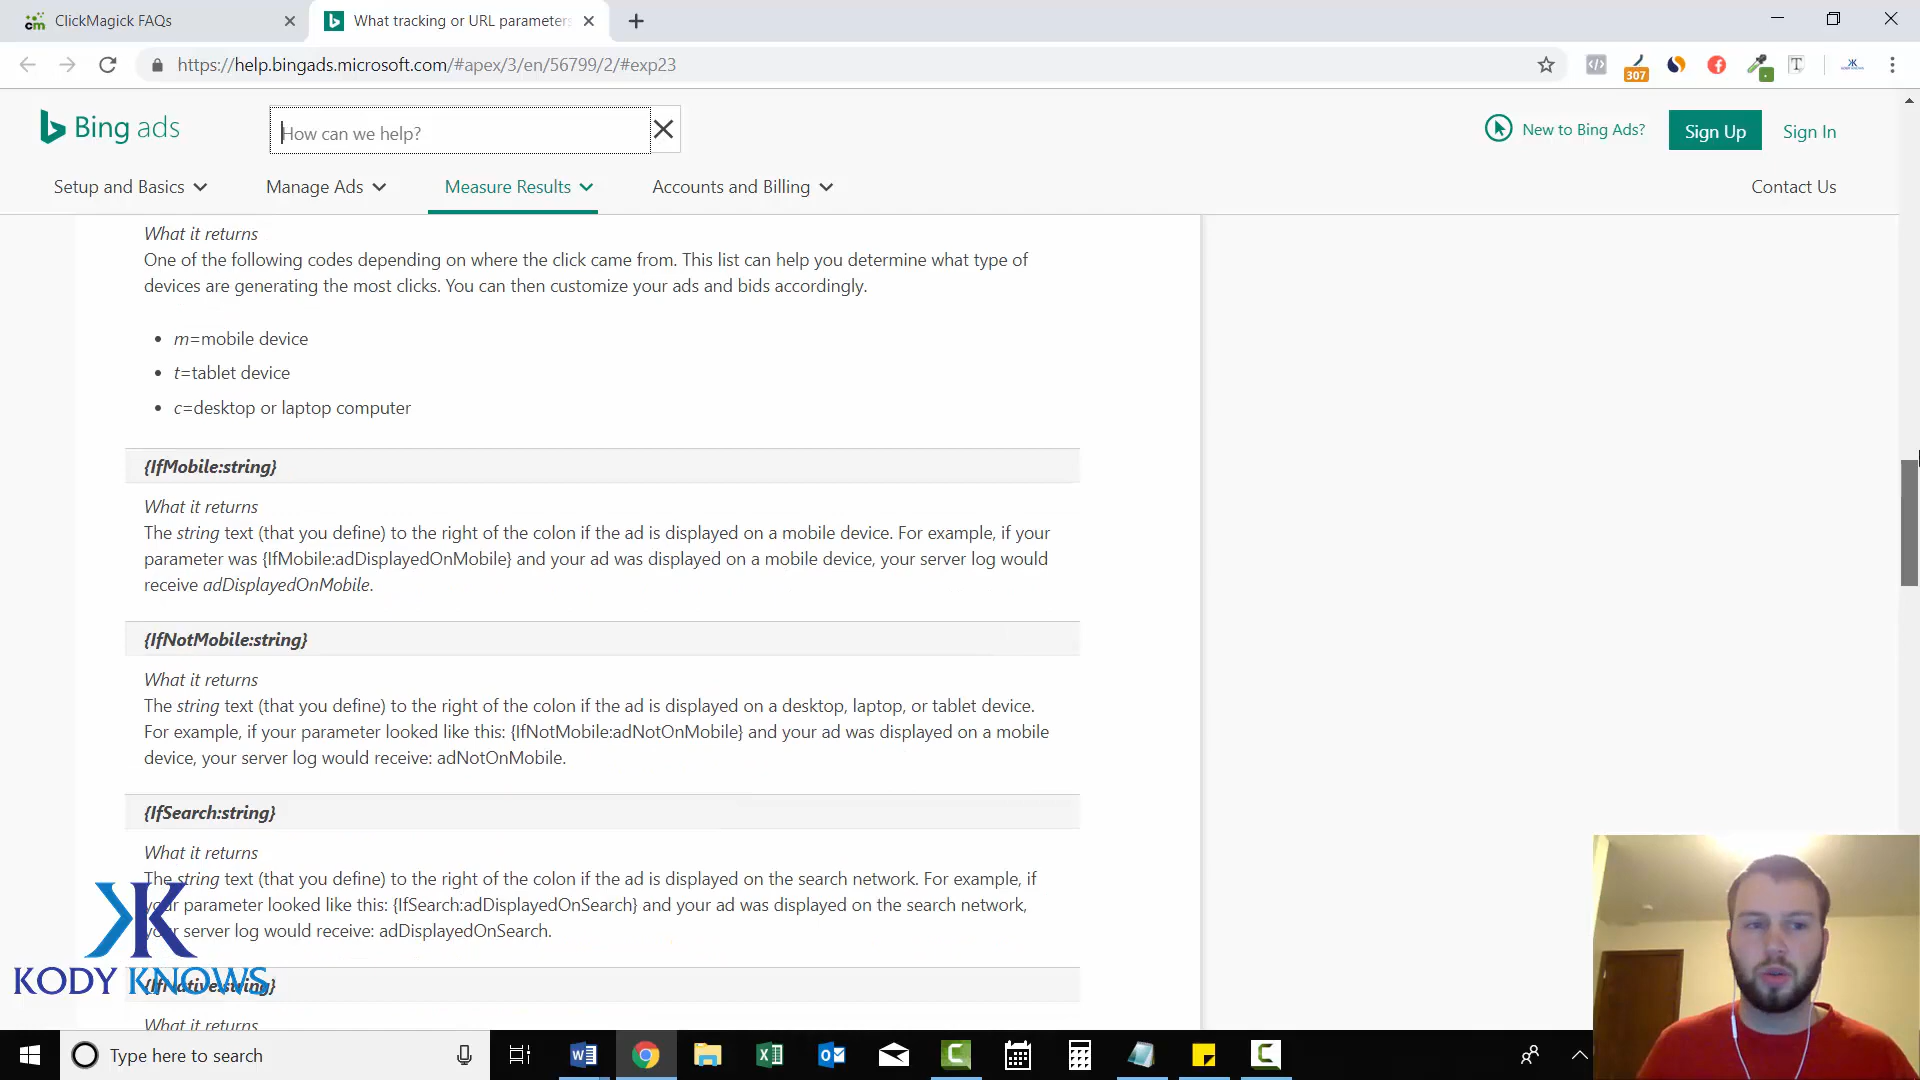 ClickMagick FAQs
What tracking or URL parameters
https://help.bingads.microsoft.com/#apex/3/en/56799/2/#exp23
307
Bing ads
How can we help?
New to Bing Ads?
Sign Up
Sign In
Setup and Basics
Manage Ads
Measure Results
Accounts and Billing
Contact Us
What it returns
One of the following codes depending on where the click came from. This list can help you determine what type of
devices are generating the most clicks. You can then customize your ads and bids accordingly.
• m=mobile device
• t=tablet device
• c=desktop or laptop computer
{IfMobile:string}
What it returns
The string text (that you define) to the right of the colon if the ad is displayed on a mobile device. For example, if your
parameter was {IfMobile:adDisplayedOnMobile} and your ad was displayed on a mobile device, your server log would
receive adDisplayedOnMobile.
{IfNotMobile:string}
What it returns
The string text (that you define) to the right of the colon if the ad is displayed on a desktop, laptop, or tablet device.
For example, if your parameter looked like this: {IfNotMobile:adNotOnMobile} and your ad was displayed on a mobile
device, your server log would receive: adNotOnMobile.
{IfSearch:string}
What it returns
The string text (that you define) to the right of the colon if the ad is displayed on the search network. For example, if
your parameter looked like this: {IfSearch:adDisplayedOnSearch} and your ad was displayed on the search network,
your server log would receive: adDisplayedOnSearch.
{IfNative:string}
What it returns
KODY KNOWS
Type here to search